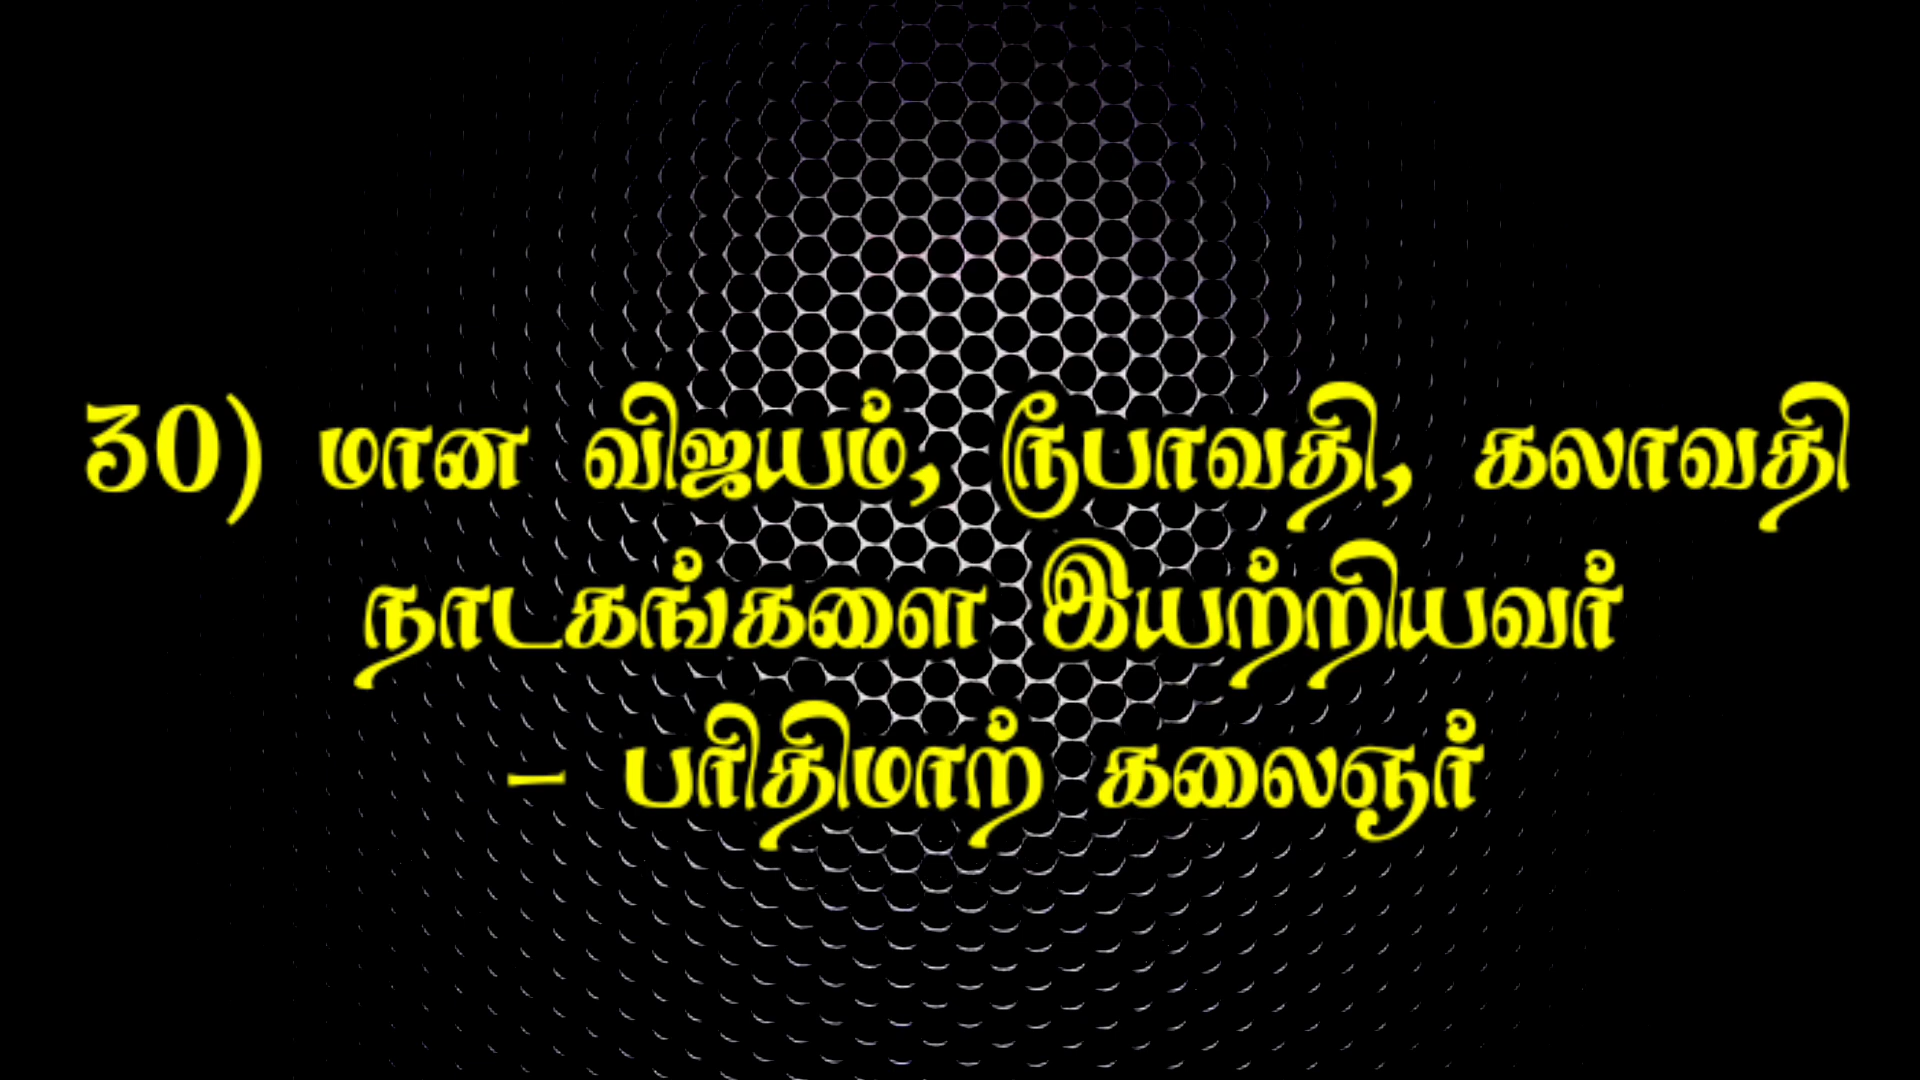 30) மான விஜயம், ரூபாவதி, கலாவதி
நாடகங்களை இயற்றியவர்
- பரிதிமாற் கலைஞர்